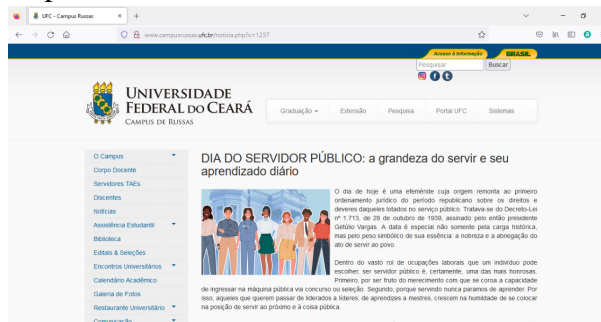 UFC - Campus Russas
www.campusrussas.ufc.br/noticia.php?v=1237
Acesso à informação
BRASIL
Pesquisar
Buscar
UNIVERSIDADE
FEDERAL DO CEARÁ
CAMPUS DE RUSSAS
Graduação
Extensão
Pesquisa
Portal UFC
Sistemas
O Campus
Corpo Docente
Servidores TAEs
Discentes
Notícias
Assistência Estudantil
Biblioteca
Editais & Seleções
Encontros Universitários
Calendário Acadêmico
Galeria de Fotos
Restaurante Universitário
Comunicação
DIA DO SERVIDOR PÚBLICO: a grandeza do servir e seu
aprendizado diário
O dia de hoje é uma efeméride cuja origem remonta ao primeiro
ordenamento jurídico do período republicano sobre os direitos e
deveres daqueles lotados no serviço público. Tratava-se do Decreto-Lei
nº 1.713, de 28 de outubro de 1939, assinado pelo então presidente
Getúlio Vargas. A data é especial não somente pela carga histórica,
mas pelo peso simbólico de sua essência: a nobreza e a abnegação do
ato de servir ao povo.
Dentro do vasto rol de ocupações laborais que um indivíduo pode
escolher, ser servidor público é, certamente, uma das mais honrosas.
Primeiro, por ser fruto do merecimento com que se coroa a capacidade
de ingressar na máquina pública via concurso ou seleção. Segundo, porque servindo nunca paramos de aprender. Por
isso, aqueles que querem passar de liderados a líderes, de aprendizes a mestres, crescem na humildade de se colocar
na posição de servir ao próximo e à coisa pública.